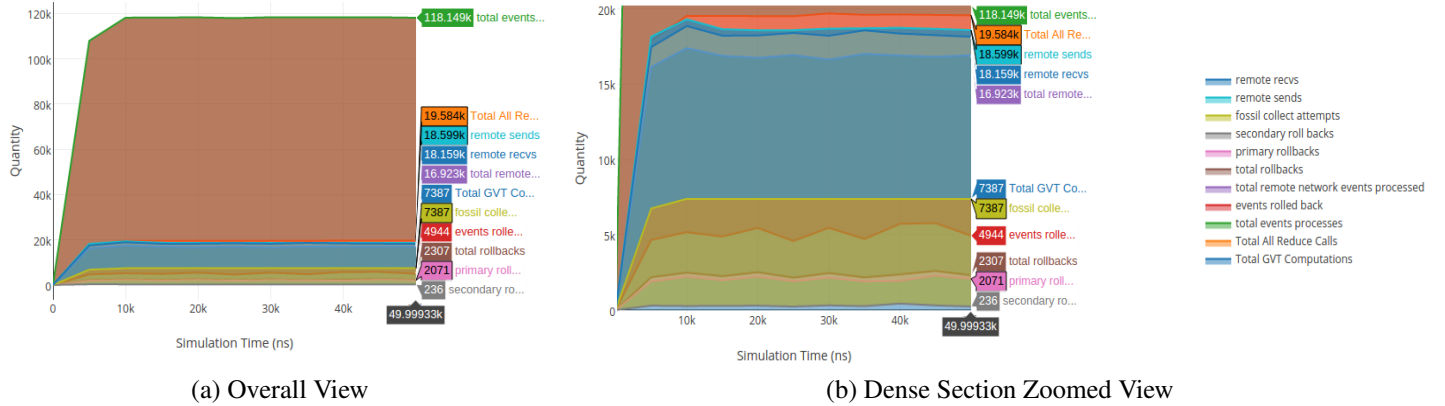 120k
100k
80k
60k
40k
20k
0
Quantity
0
10k
20k
30k
40k
49.99933k
Simulation Time (ns)
118.149k total events...
19.584k Total All Re...
18.599k remote sends
18.159k remote recvs
16.923k total remote...
7387 Total GVT Co...
7387 fossil colle...
4944 events rolle...
2307 total rollbacks
2071 primary roll...
236 secondary ro...
(a) Overall View
20k
15k
10k
5k
0
Quantity
10k
20k
30k
40k
49.99933k
Simulation Time (ns)
118.149k total events...
19.584k Total All Re...
18.599k remote sends
18.159k remote recvs
16.923k total remote...
7387 Total GVT Co...
7387 fossil colle...
4944 events rolle...
2307 total rollbacks
2071 primary roll...
236 secondary ro...
remote recvs
remote sends
fossil collect attempts
secondary roll backs
primary rollbacks
total rollbacks
total remote network events processed
events rolled back
total events processes
Total All Reduce Calls
Total GVT Computations
(b) Dense Section Zoomed View